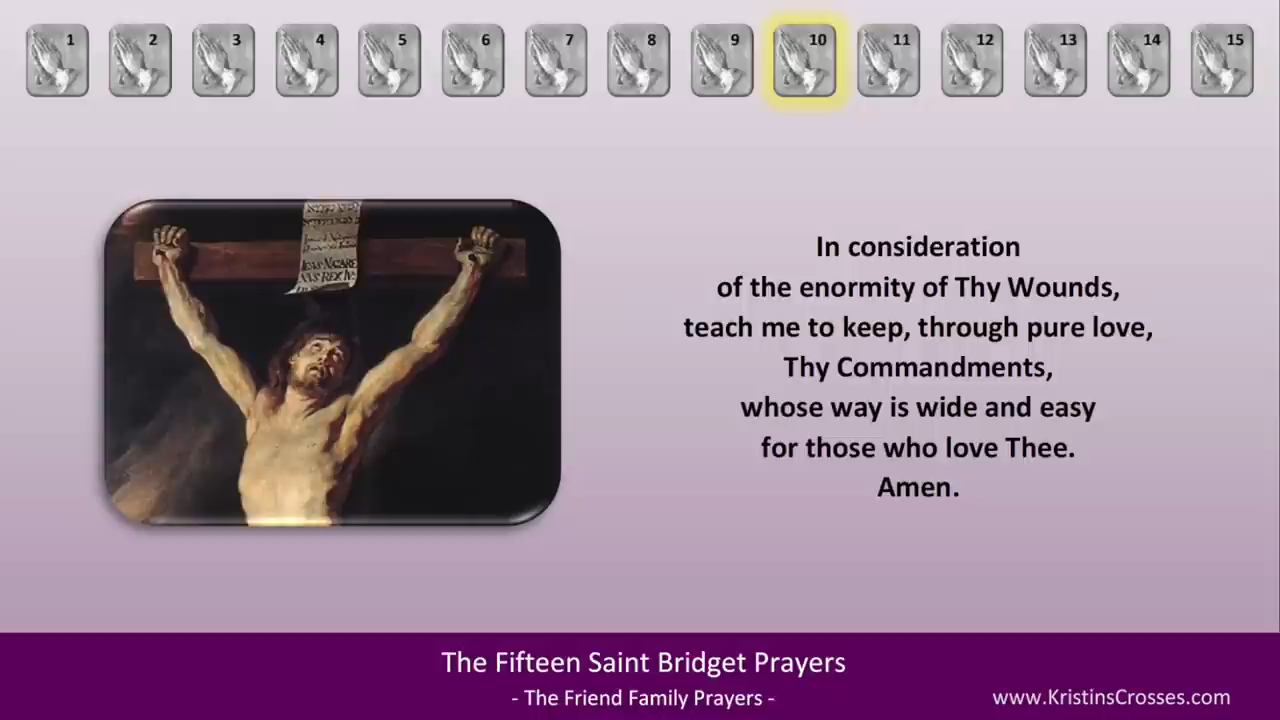 1 2 3 4 5 6 7 8 9 10 11 12 13 14 15
In consideration
of the enormity of Thy Wounds,
teach me to keep, through pure love,
Thy Commandments,
whose way is wide and easy
for those who love Thee.
Amen.
The Fifteen Saint Bridget Prayers
- The Friend Family Prayers -
www.KristinsCrosses.com